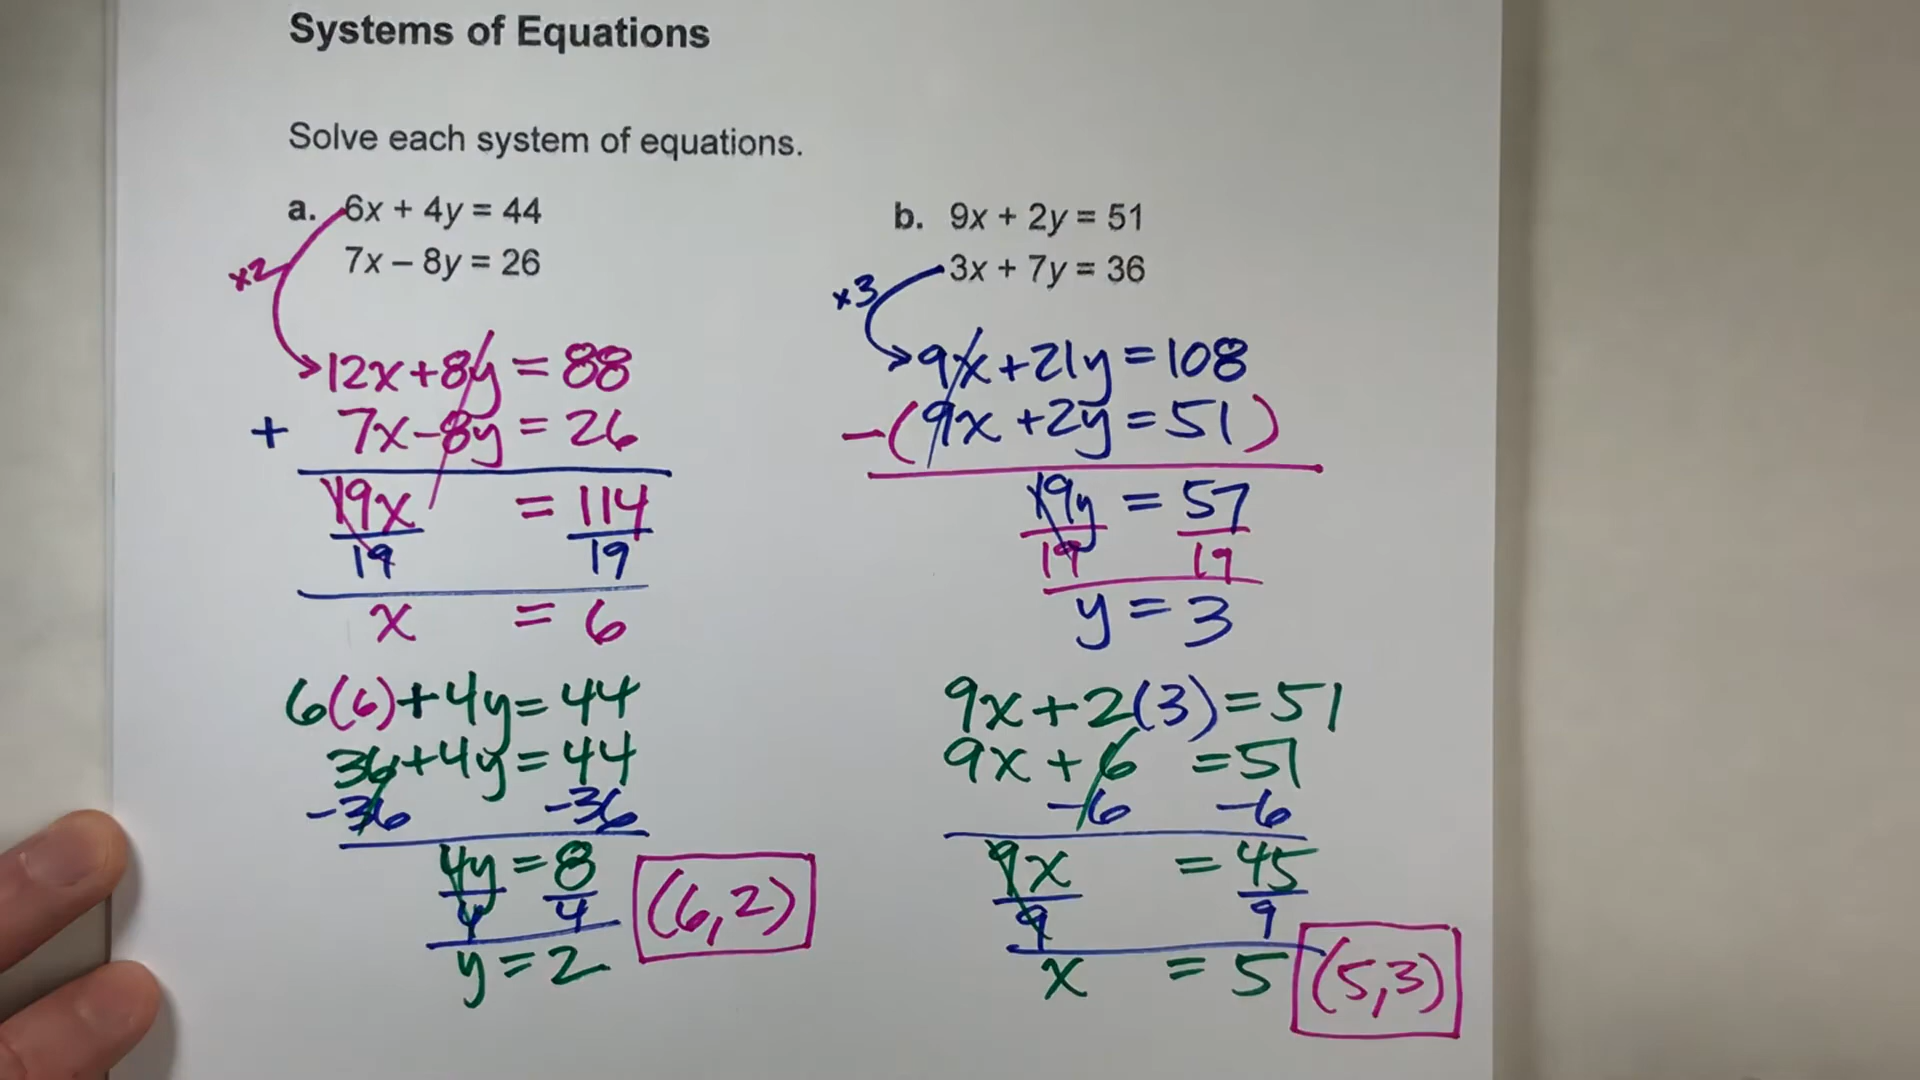 Systems of Equations
Solve each system of equations.
a. 6x + 4y = 44
7x – 8y = 26
x2
12x+8y=88
+ 7x-8y=26
19x = 114
19 19
x = 6
6(6)+4y=44
36+4y=44
-36 -36
4y=8
4 4
y=2
(6,2)
b. 9x + 2y = 51
3x + 7y = 36
x3
9x+21y=108
-(9x+2y=51)
19y = 57
19 19
y = 3
9x+2(3)=51
9x+6 =51
-6 -6
9x = 45
9 9
x = 5
(5,3)